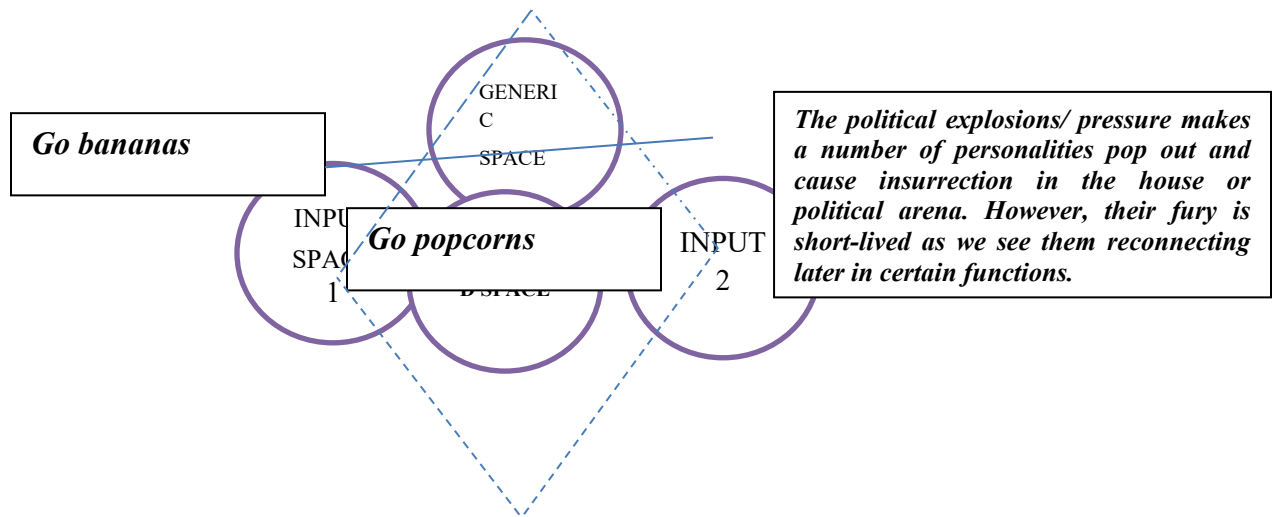 GENERI
C
SPACE
Go bananas
The political explosions/ pressure makes
a number of personalities pop out and
cause insurrection in the house or
political arena. However, their fury is
short-lived as we see them reconnecting
later in certain functions.
INPU
SPAC
1
Go popcorns
D SPACE
INPUT
2